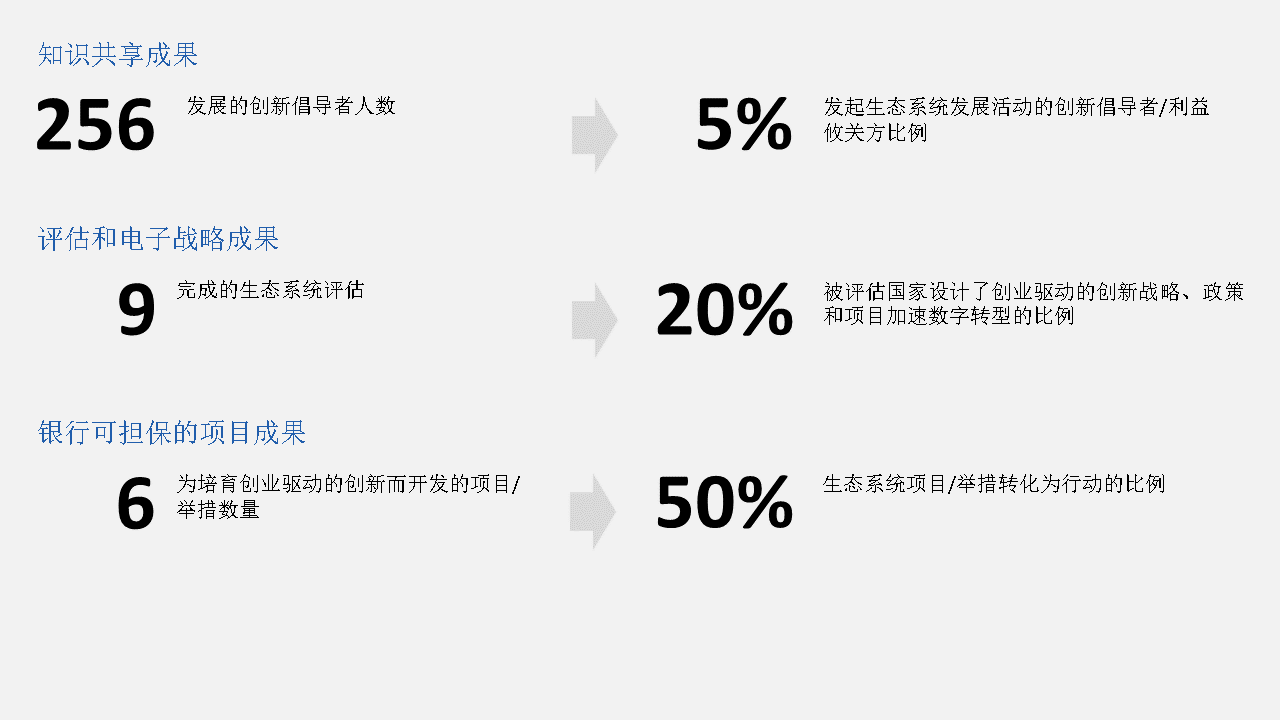 知识共享成果
256
发展的创新倡导者人数
5%
发起生态系统发展活动的创新倡导者/利益
攸关方比例
评估和电子战略成果
9
完成的生态系统评估
20%
被评估国家设计了创业驱动的创新战略、政策
和项目加速数字转型的比例
银行可担保的项目成果
6
为培育创业驱动的创新而开发的项目/
举措数量
50%
生态系统项目/举措转化为行动的比例